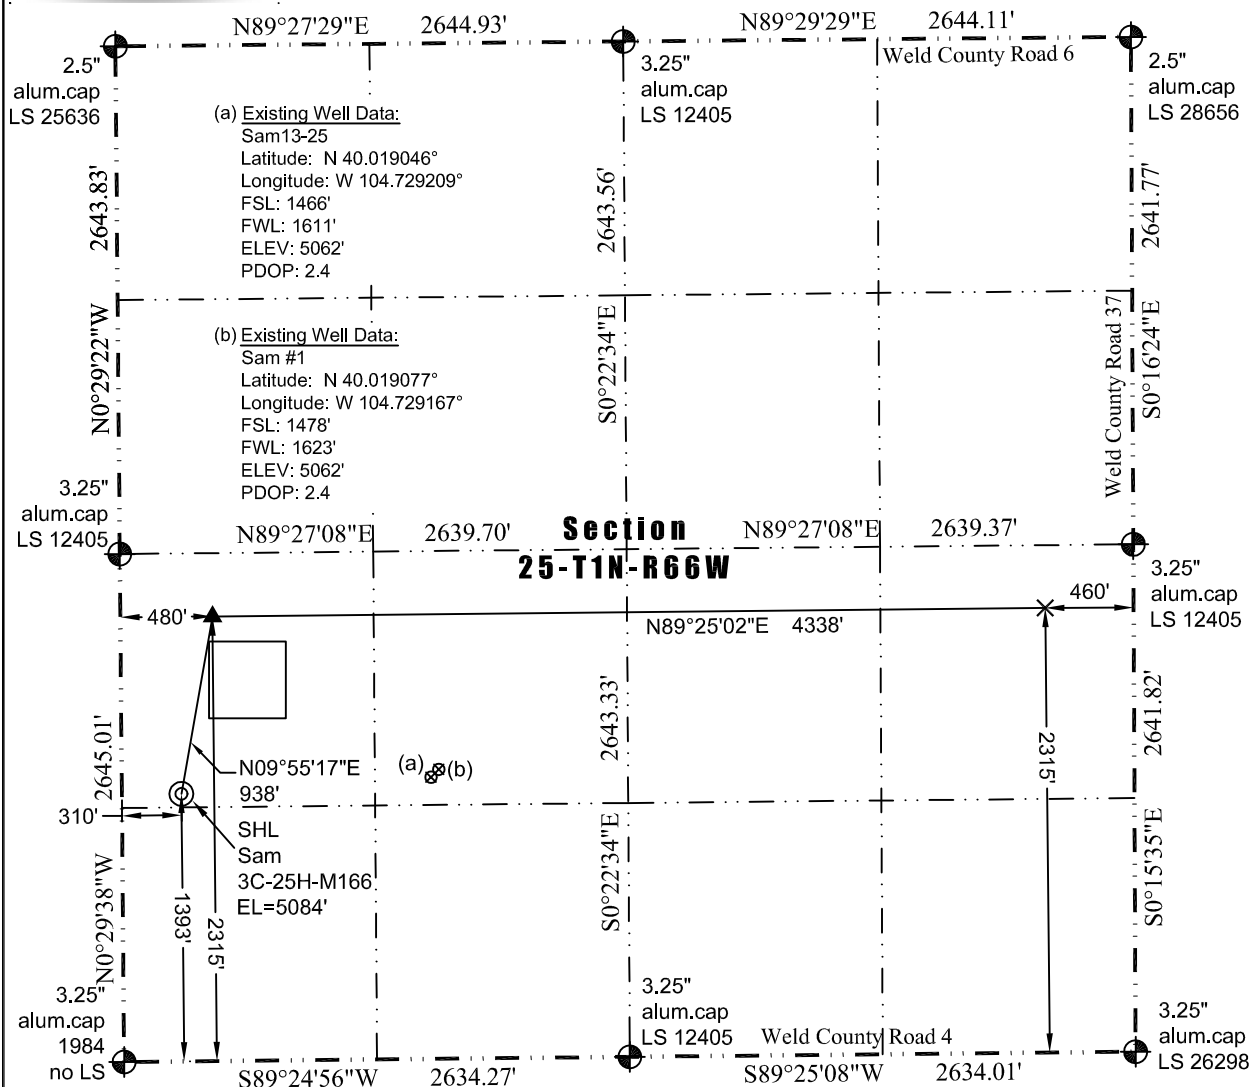 N89°27'29"E 2644.93'
N89°29'29"E 2644.11'
Weld County Road 6
2.5"
alum.cap
LS 25636
3.25"
alum.cap
LS 12405
2.5"
alum.cap
LS 28656
(a) Existing Well Data:
Sam13-25
Latitude: N 40.019046°
Longitude: W 104.729209°
FSL: 1466'
FWL: 1611'
ELEV: 5062'
PDOP: 2.4
2643.83'
2643.56'
2641.77'
(b) Existing Well Data:
Sam #1
Latitude: N 40.019077°
Longitude: W 104.729167°
FSL: 1478'
FWL: 1623'
ELEV: 5062'
PDOP: 2.4
N0°29'22"W
S0°22'34"E
Weld County Road 37
S0°16'24"E
3.25"
alum.cap
LS 12405
N89°27'08"E 2639.70'
Section
25-T1N-R66W
N89°27'08"E 2639.37'
3.25"
alum.cap
LS 12405
480'
460'
N89°25'02"E 4338'
2645.01'
2643.33'
2315'
2641.82'
N09°55'17"E
938'
(a)
(b)
310'
SHL
Sam
3C-25H-M166
EL=5084'
N0°29'38"W
1393'
2315'
S0°22'34"E
S0°15'35"E
3.25"
alum.cap
1984
no LS
3.25"
alum.cap
LS 12405
Weld County Road 4
3.25"
alum.cap
LS 26298
S89°24'56"W 2634.27'
S89°25'08"W 2634.01'